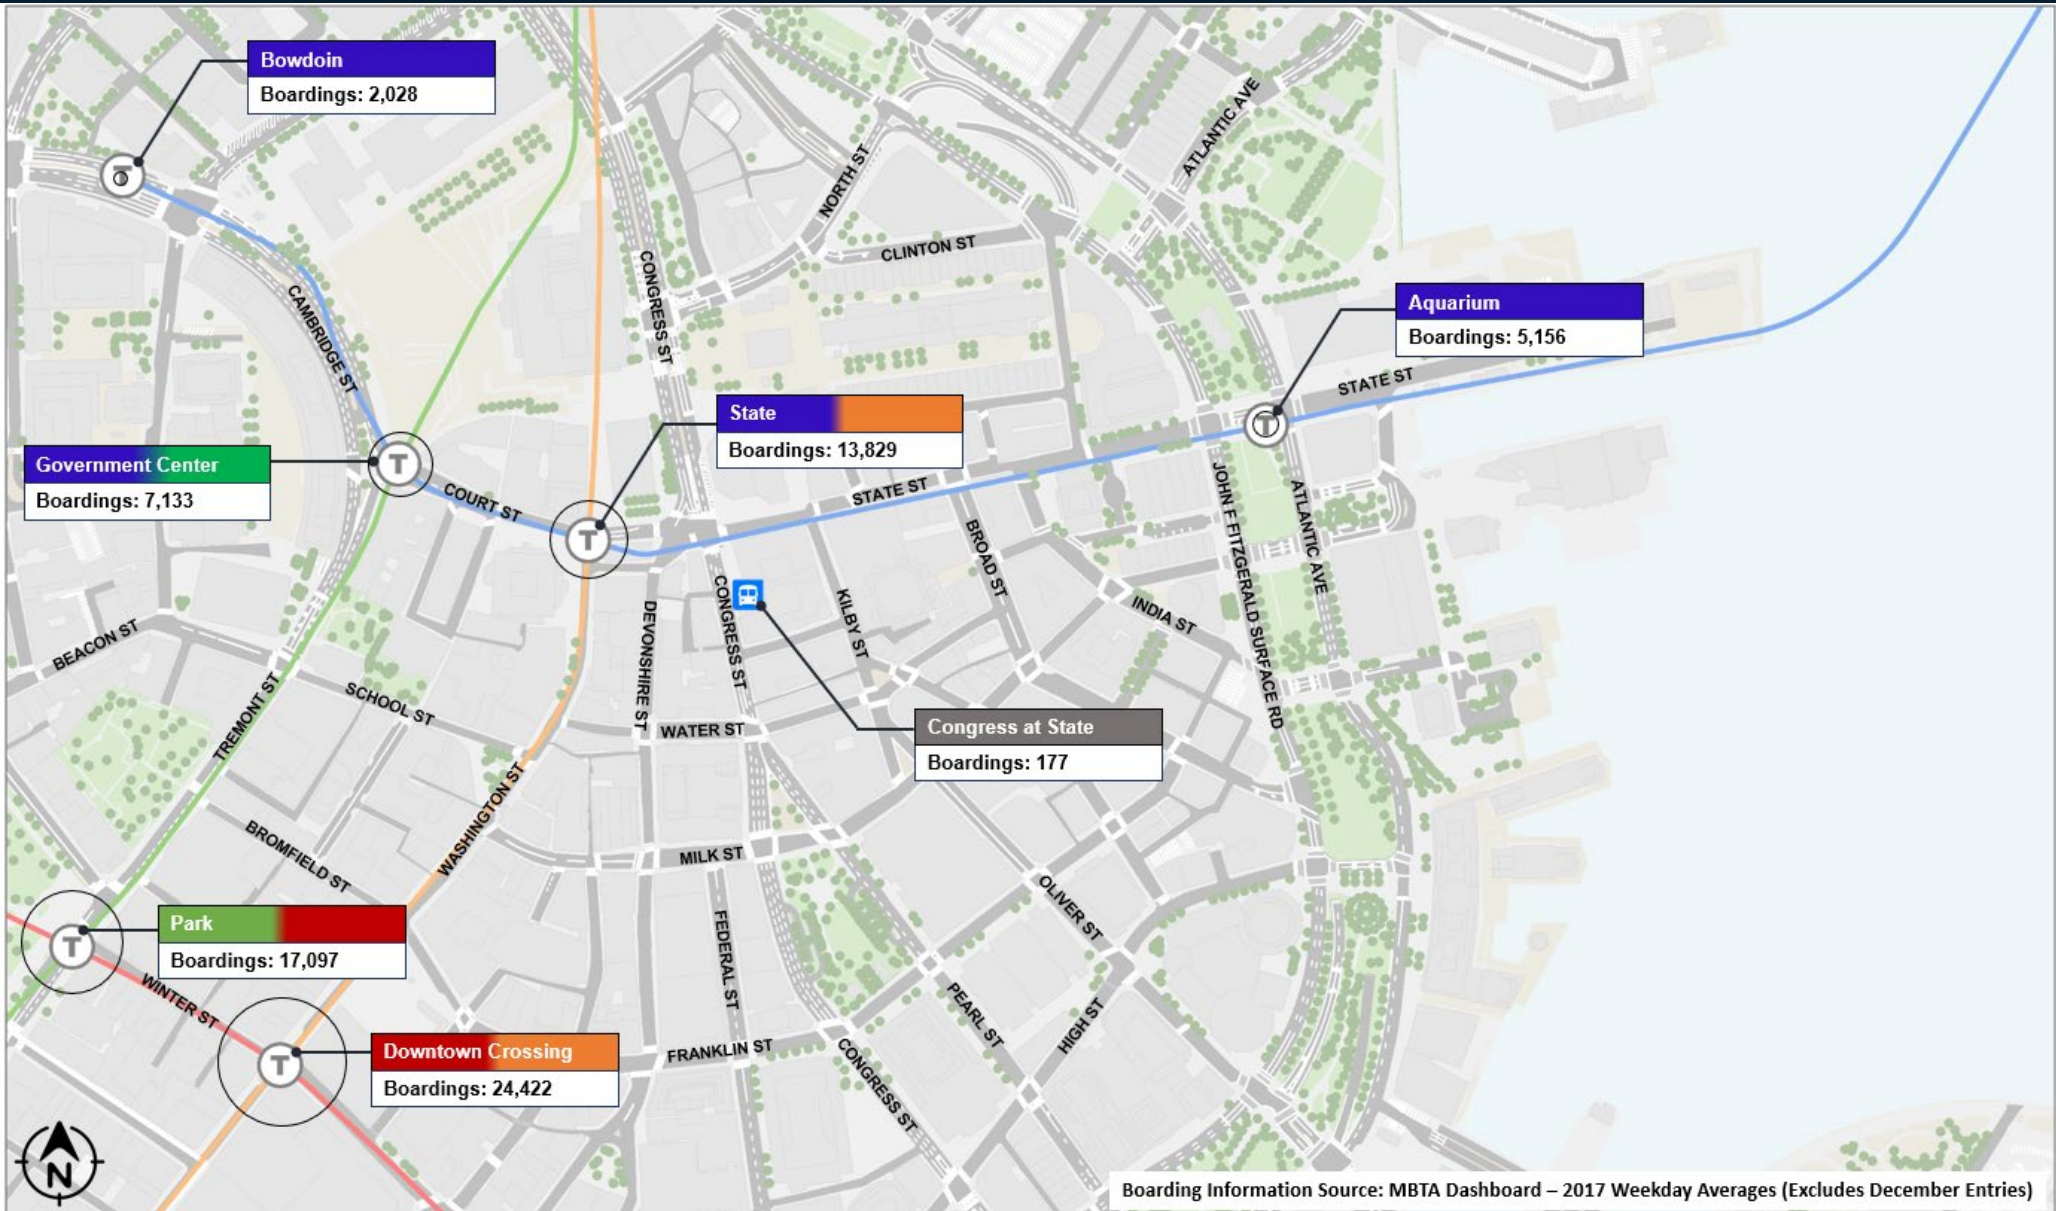 Bowdoin
Boardings: 2,028
ATLANTIC AVE
NORTH ST
CLINTON ST
CONGRESS ST
CAMBRIDGE ST
Aquarium
Boardings: 5,156
STATE ST
State
Boardings: 13,829
Government Center
Boardings: 7,133
T
T
T
COURT ST
STATE ST
JOHN F FITZGERALD SURFACE RD
ATLANTIC AVE
BROAD ST
CONGRESS ST
KILBY ST
DEVONSHIRE ST
INDIA ST
BEACON ST
TREMONT ST
SCHOOL ST
WATER ST
Congress at State
Boardings: 177
WASHINGTON ST
BROMFIELD ST
MILK ST
OLIVER ST
FEDERAL ST
Park
Boardings: 17,097
T
WINTER ST
PEARL ST
HIGH ST
Downtown Crossing
Boardings: 24,422
T
FRANKLIN ST
CONGRESS ST
N
Boarding Information Source: MBTA Dashboard – 2017 Weekday Averages (Excludes December Entries)